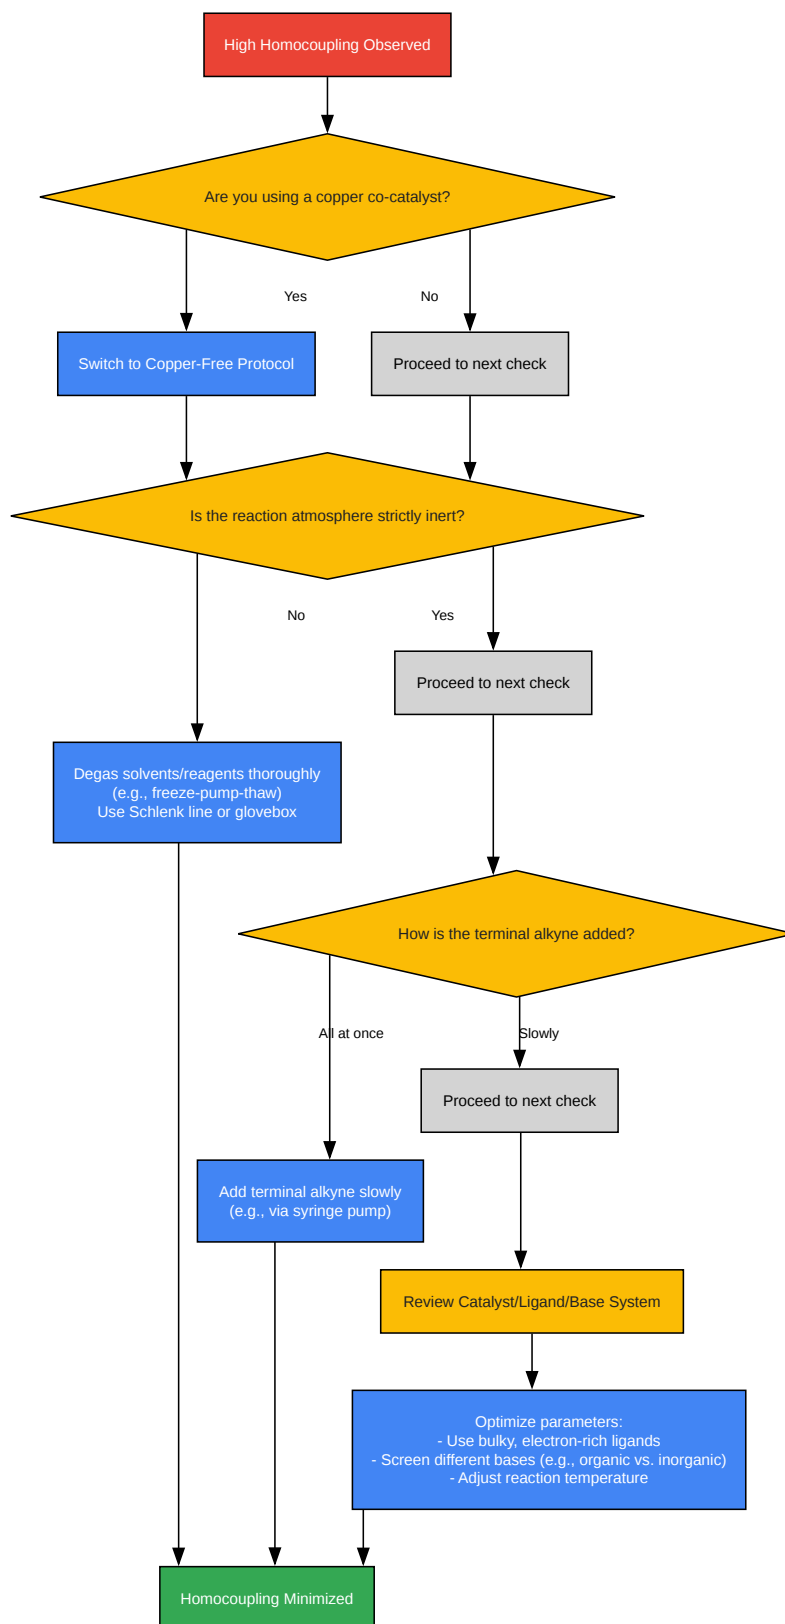 High Homocoupling Observed
Are you using a copper co-catalyst?
Yes
No
Switch to Copper-Free Protocol
Proceed to next check
Is the reaction atmosphere strictly inert?
No
Yes
Proceed to next check
Degas solvents/reagents thoroughly
(e.g., freeze-pump-thaw)
Use Schlenk line or glovebox
How is the terminal alkyne added?
All at once
Slowly
Proceed to next check
Add terminal alkyne slowly
(e.g., via syringe pump)
Review Catalyst/Ligand/Base System
Optimize parameters:
- Use bulky, electron-rich ligands
- Screen different bases (e.g., organic vs. inorganic)
- Adjust reaction temperature
Homocoupling Minimized